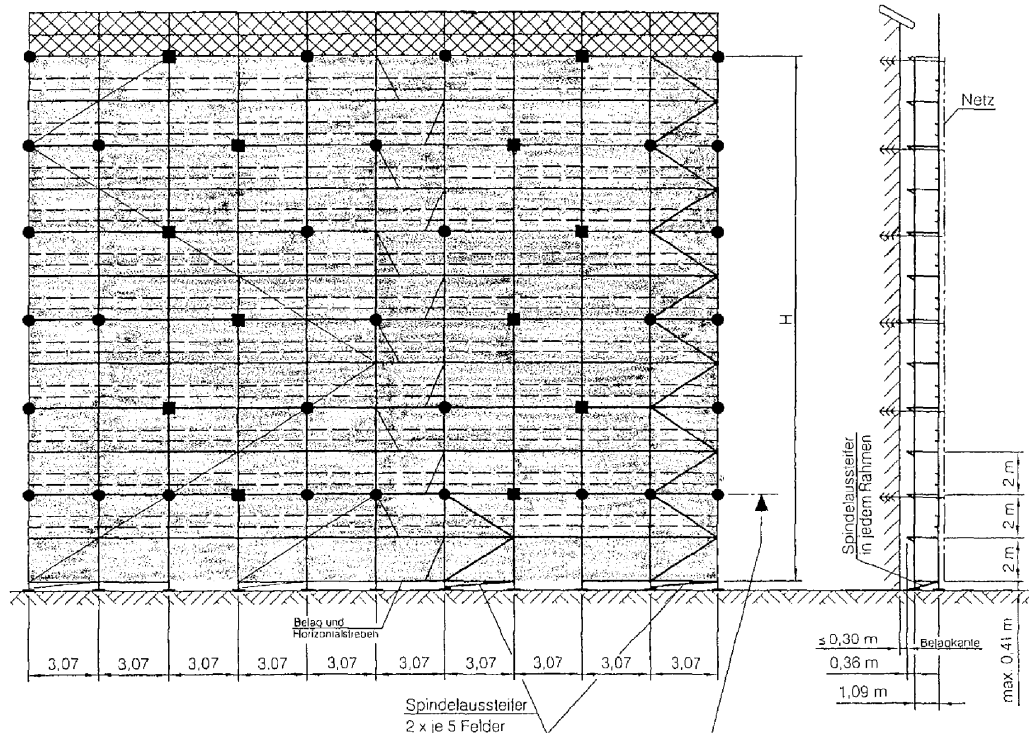 Netz
H
Spindelaussteifer
in jedem Rahmen
2 m
2 m
2 m
max. 0,41 m
Belag und
Horizontalstreben
≤ 0,30 m
Belagkante
0,36 m
1,09 m
3,07 3,07 3,07 3,07 3,07 3,07 3,07 3,07 3,07 3,07
Spindelaussteifer
2 x je 5 Felder